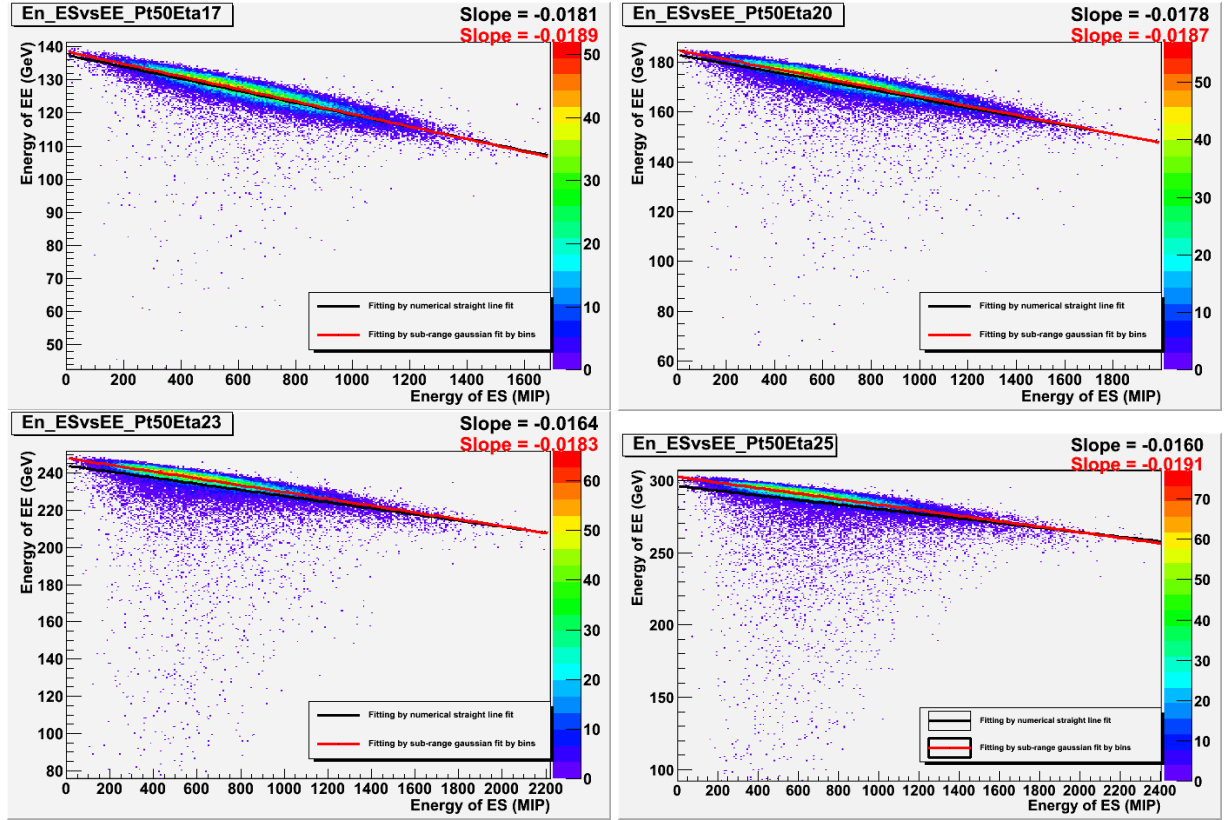 En_ESvsEE_Pt50Eta17
Slope = -0.0181
Slope = -0.0189
Energy of EE (GeV)
140
130
120
110
100
90
80
70
60
50
50
40
30
20
10
0
Fitting by numerical straight line fit
Fitting by sub-range gaussian fit by bins
0 200 400 600 800 1000 1200 1400 1600
Energy of ES (MIP)
En_ESvsEE_Pt50Eta20
Slope = -0.0178
Slope = -0.0187
Energy of EE (GeV)
180
160
140
120
100
80
60
50
40
30
20
10
0
Fitting by numerical straight line fit
Fitting by sub-range gaussian fit by bins
0 200 400 600 800 1000 1200 1400 1600 1800
Energy of ES (MIP)
En_ESvsEE_Pt50Eta23
Slope = -0.0164
Slope = -0.0183
Energy of EE (GeV)
240
220
200
180
160
140
120
100
80
60
50
40
30
20
10
0
Fitting by numerical straight line fit
Fitting by sub-range gaussian fit by bins
0 200 400 600 800 1000 1200 1400 1600 1800 2000 2200
Energy of ES (MIP)
En_ESvsEE_Pt50Eta25
Slope = -0.0160
Slope = -0.0191
Energy of EE (GeV)
300
250
200
150
100
70
60
50
40
30
20
10
0
Fitting by numerical straight line fit
Fitting by sub-range gaussian fit by bins
0 200 400 600 800 1000 1200 1400 1600 1800 2000 2200 2400
Energy of ES (MIP)